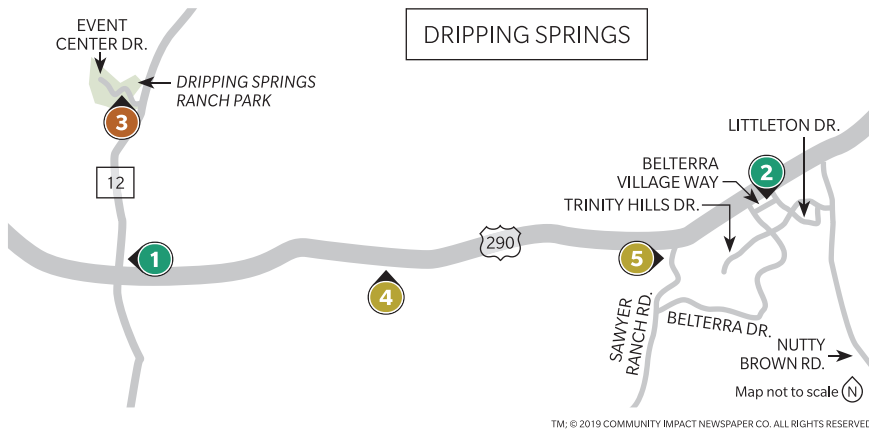 DRIPPING SPRINGS
EVENT
CENTER DR.
DRIPPING SPRINGS
RANCH PARK
3
12
1
4
290
5
SAWYER
RANCH RD.
BELTERRA DR.
TRINITY HILLS DR.
BELTERRA
VILLAGE WAY
2
LITTLETON DR.
NUTTY
BROWN RD.
Map not to scale N
TM; © 2019 COMMUNITY IMPACT NEWSPAPER CO. ALL RIGHTS RESERVED